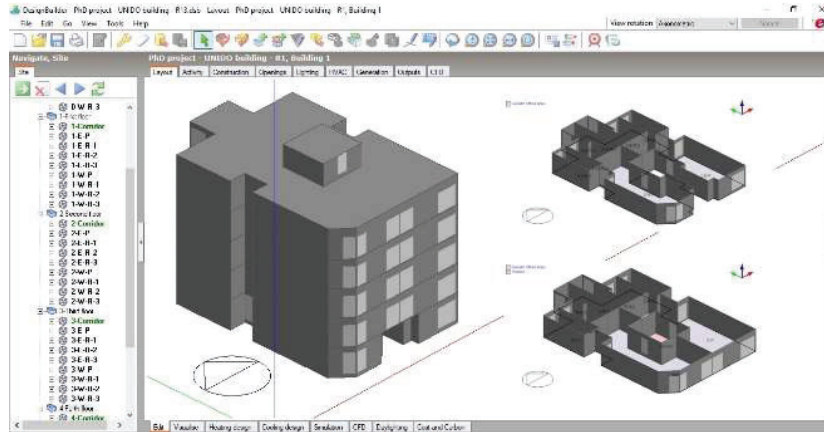 DesignBuilder PhD project UNIDO building R13.dsb Layout PhD project UNIDO building - R1, Building 1
File Edit Go View Tools Help
View rotation Axonometric
Navigate, Site
PhD project - UNIDO building - R1, Building 1
Site
Layout Activity Construction Openings Lighting HVAC Generation Outputs CFD
1-Corridor
1-E-P
1-E-R-1
1-E-R-2
1-E-R-3
1-W-P
1-W-R-1
1-W-R-2
1-W-R-3
2-Second floor
2-Corridor
2-E-P
2-E-R-1
2-E-R-2
2-E-R-3
2-W-P
2-W-R-1
2-W-R-2
2-W-R-3
3-Corridor
3-E-P
3-E-R-1
3-E-R-2
3-E-R-3
3-W-P
3-W-R-1
3-W-R-2
3-W-R-3
4-Corridor
Edit Visualise Heating design Cooling design Simulation CFD Daylighting Cost and Carbon